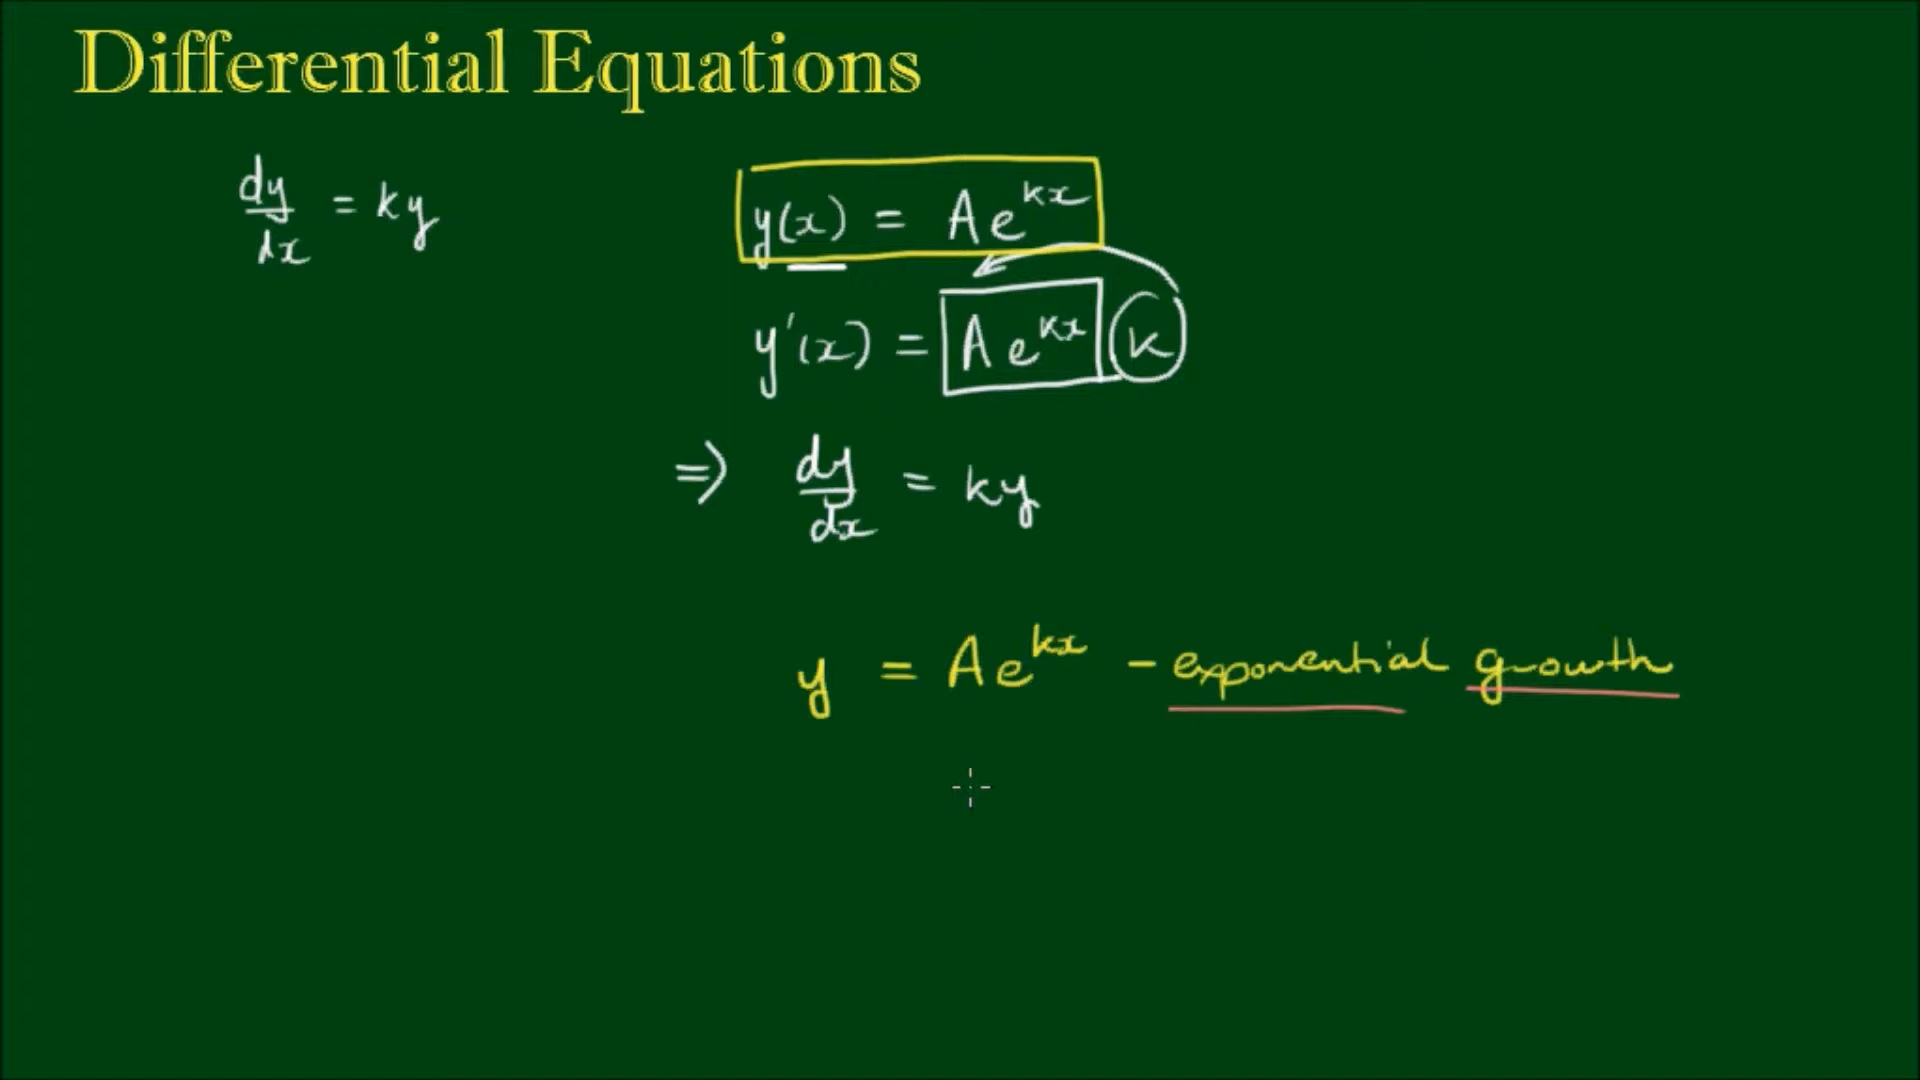 Differential Equations
dy/dx = ky
y(x) = Ae^{kx}
y'(x) = Ae^{kx} k
⇒ dy/dx = ky
y = Ae^{kx} - exponential growth